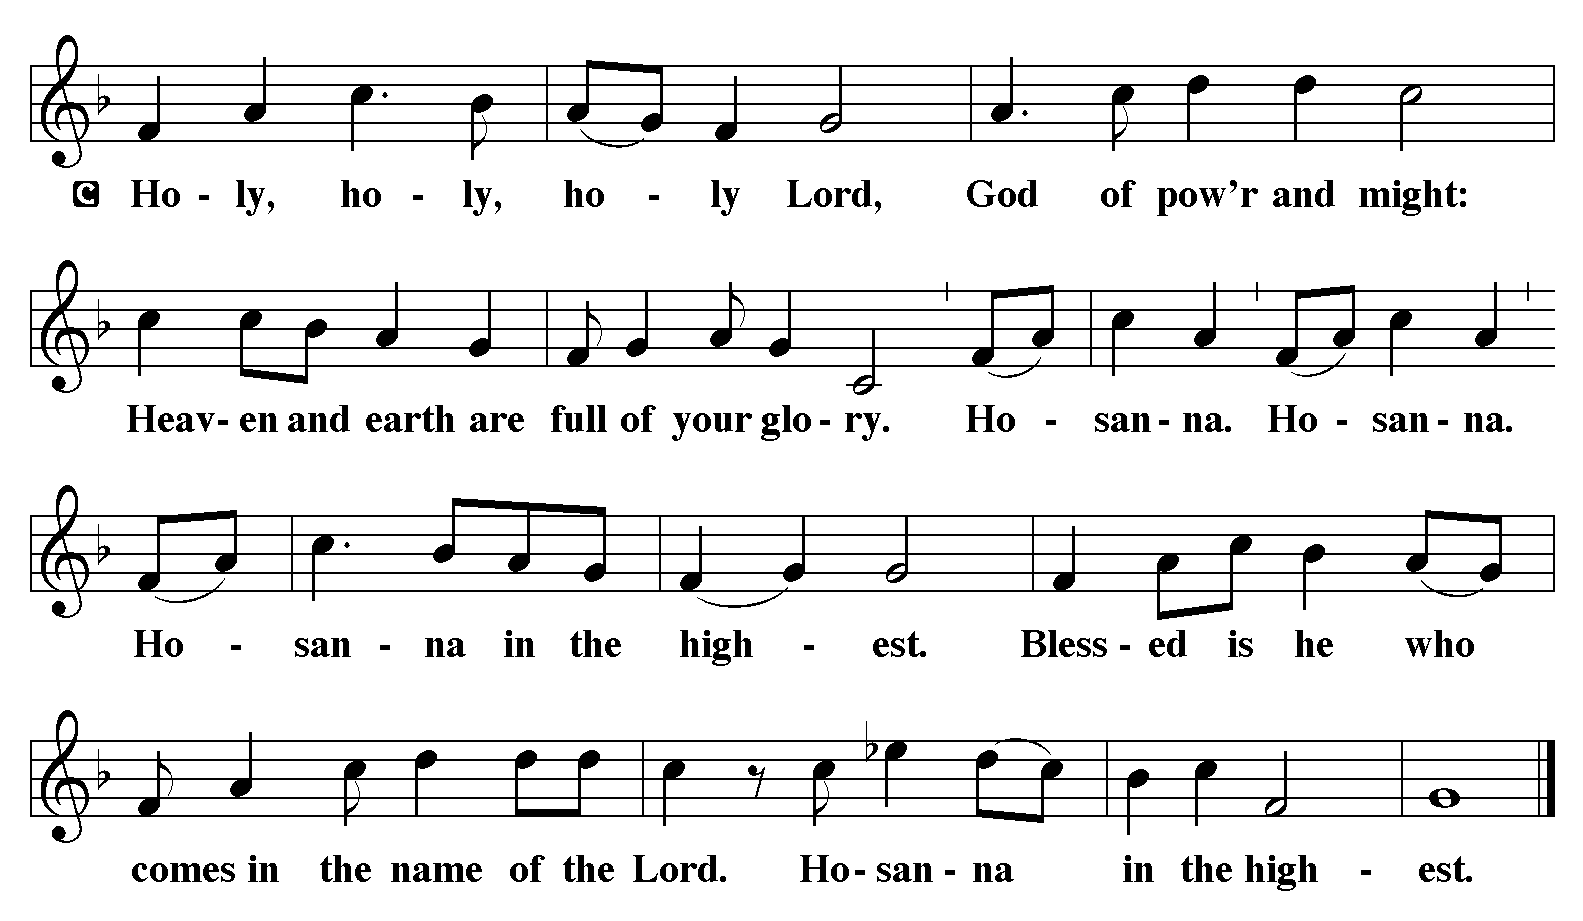 C Ho - ly, ho - ly, ho - ly Lord, God of pow’r and might:
Heav- en and earth are full of your glo - ry. Ho - san - na. Ho - san - na.
Ho - san - na in the high - est. Bless - ed is he who
comes in the name of the Lord. Ho - san - na in the high - est.